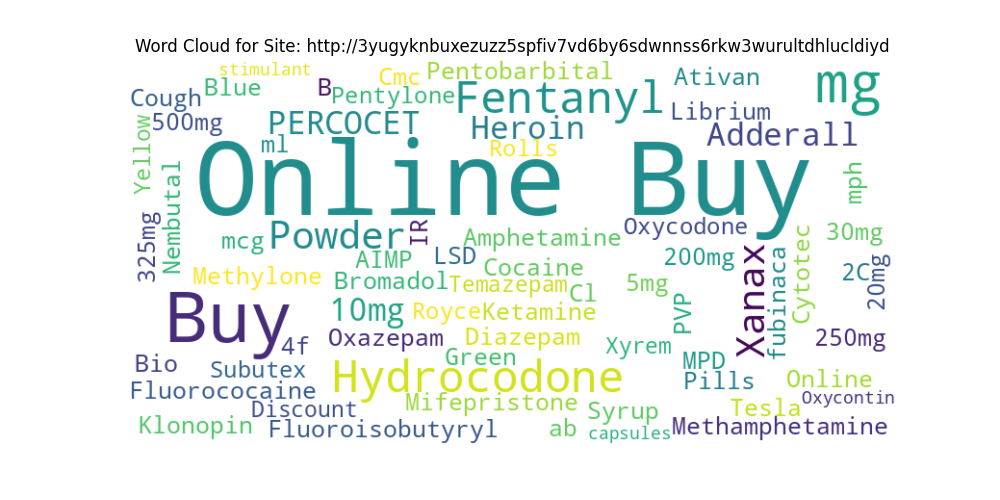 Word Cloud for Site: http://3yugyknbuxezuzz5spfiv7vd6by6sdwnnss6rkw3wurultdhlucldiyd
stimulant
Cmc
Pentobarbital
Ativan
mg
Cough
Blue
B
Pentylone
Fentanyl
Librium
500mg
PERCOCET
Heroin
Adderall
Yellow
ml
Rolls
Online Buy
Nembutal
mph
325mg
mcg
Powder
IR
Amphetamine
Oxycodone
30mg
AIMP
LSD
Cocaine
200mg
Xanax
fubinaca
Cytotec
2C
20mg
Methylone
Bromadol
Temazepam
Cl
5mg
Buy
10mg
Royce
Ketamine
PVP
4f
Oxazepam
Diazepam
Xyrem
250mg
Bio
Subutex
Green
MPD
Hydrocodone
Pills
Online
Fluorococaine
Oxycontin
Discount
Mifepristone
Syrup
Tesla
Klonopin
Fluoroisobutyryl
ab
capsules
Methamphetamine